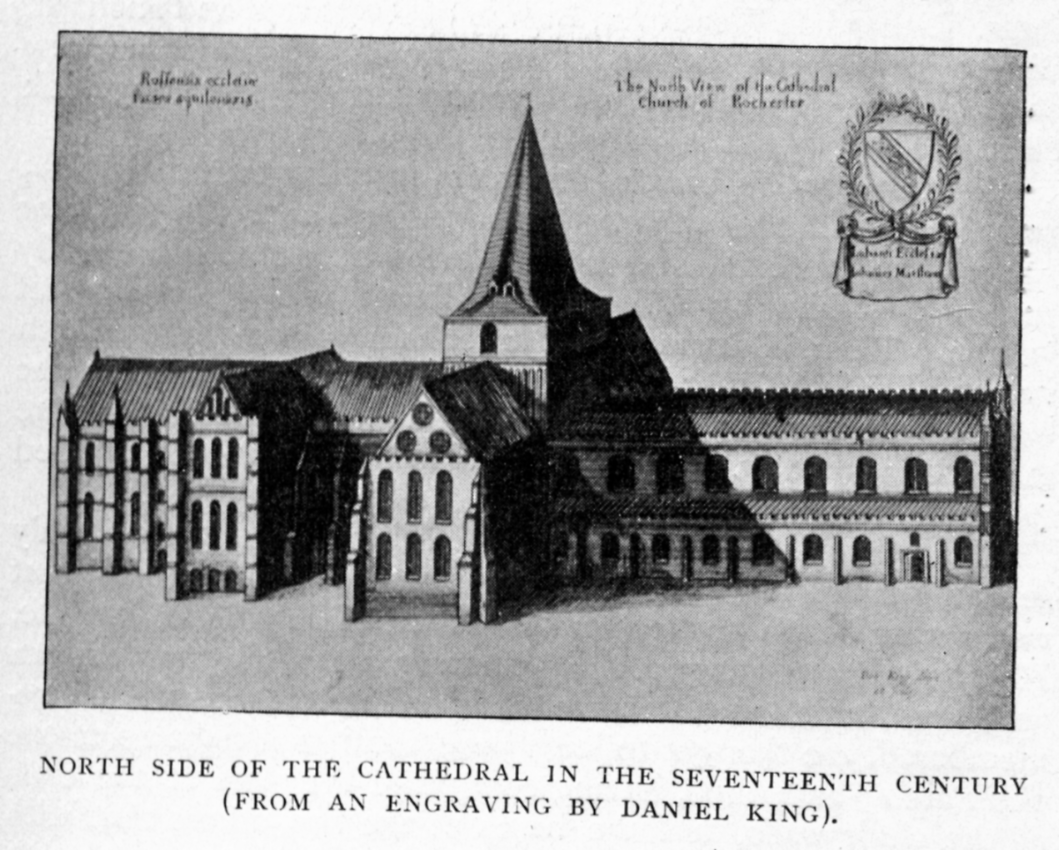 Roffensis ecclesiæ
facies aquilonaris
The North View of the Cathedral
Church of Rochester
Ecclesiæ
NORTH SIDE OF THE CATHEDRAL IN THE SEVENTEENTH CENTURY
(FROM AN ENGRAVING BY DANIEL KING).